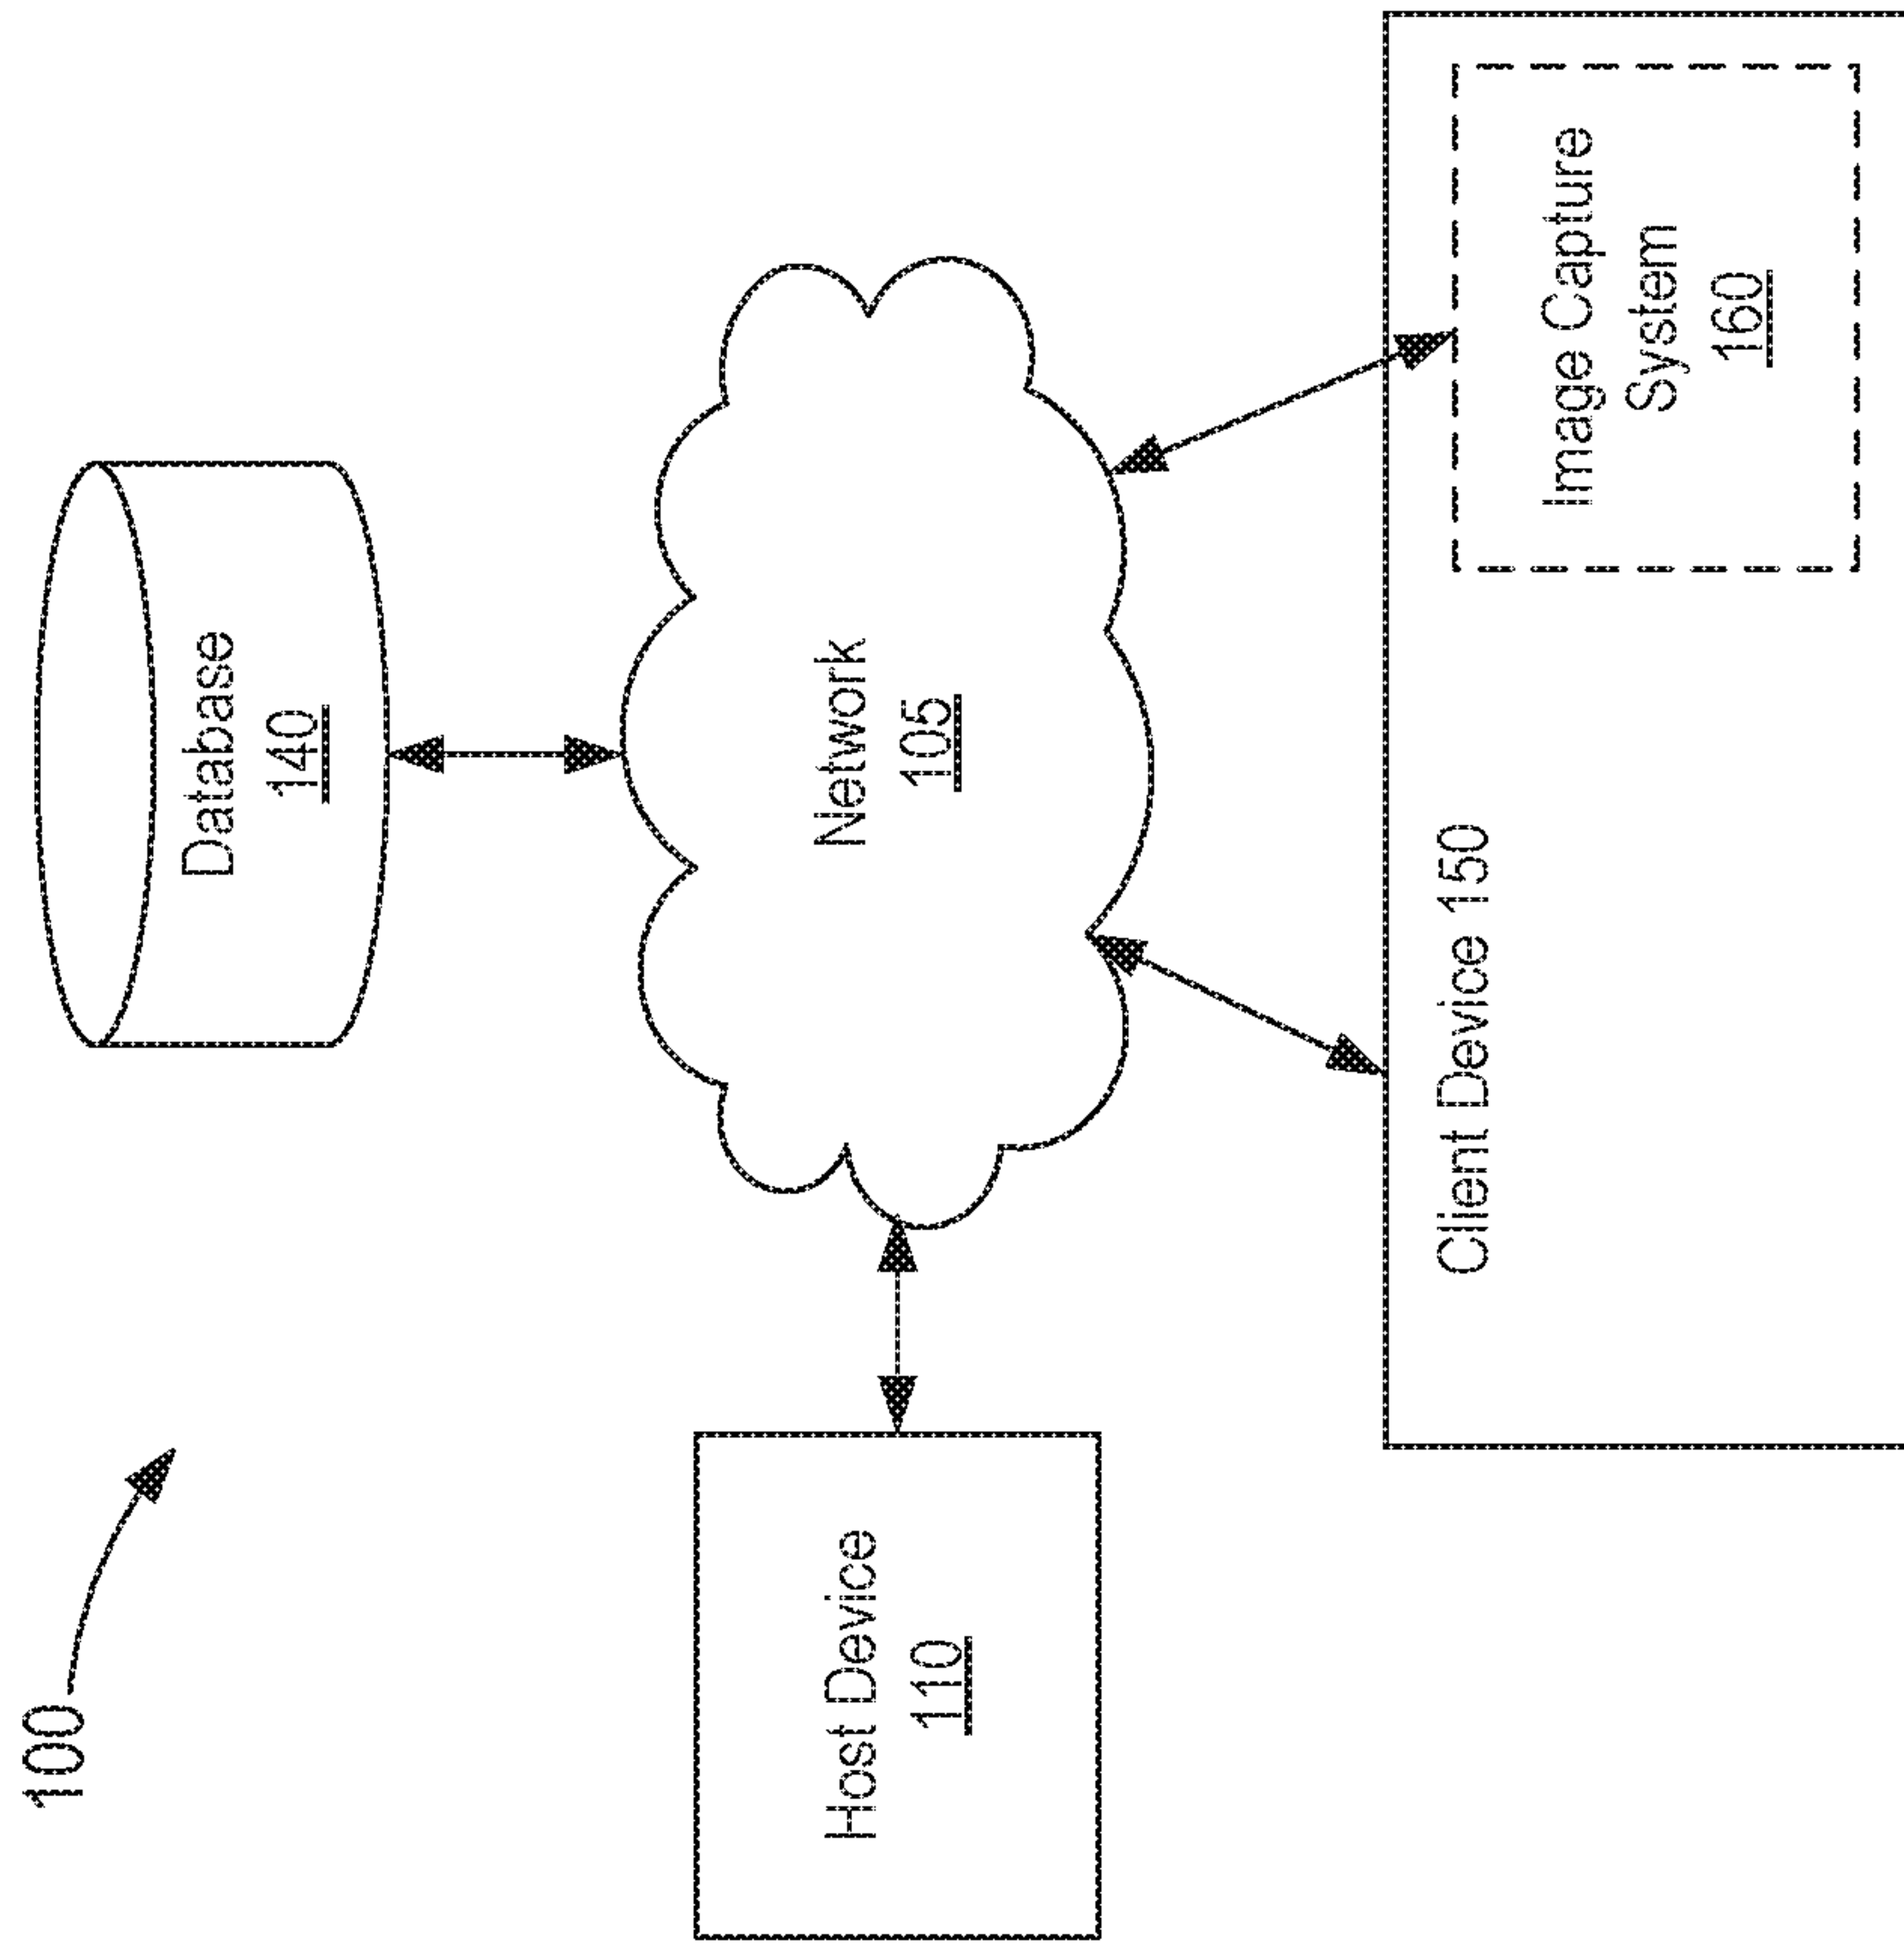 100
Database
140
Host Device
110
Network
105
Client Device 150
Image Capture
System
160